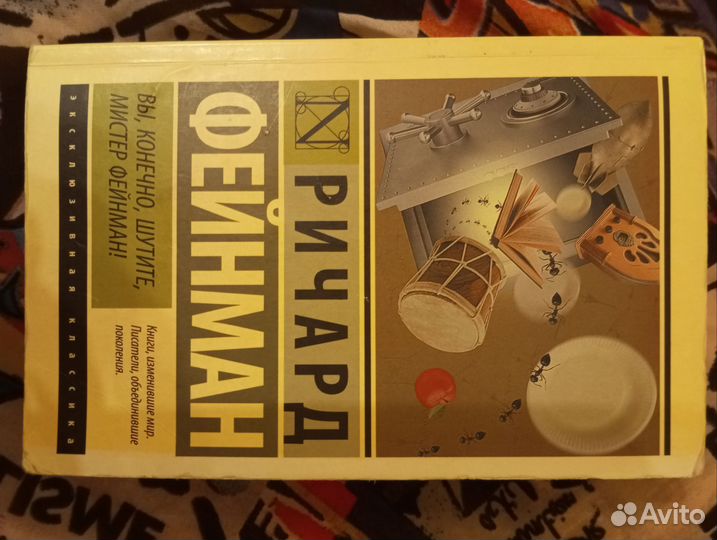 РИЧАРД
ФЕЙНМАН
ВЫ, КОНЕЧНО, ШУТИТЕ,
МИСТЕР ФЕЙНМАН!
Книги, изменившие мир.
Писатели, объединившие
поколения.
ЭКСКЛЮЗИВНАЯ КЛАССИКА
Avito